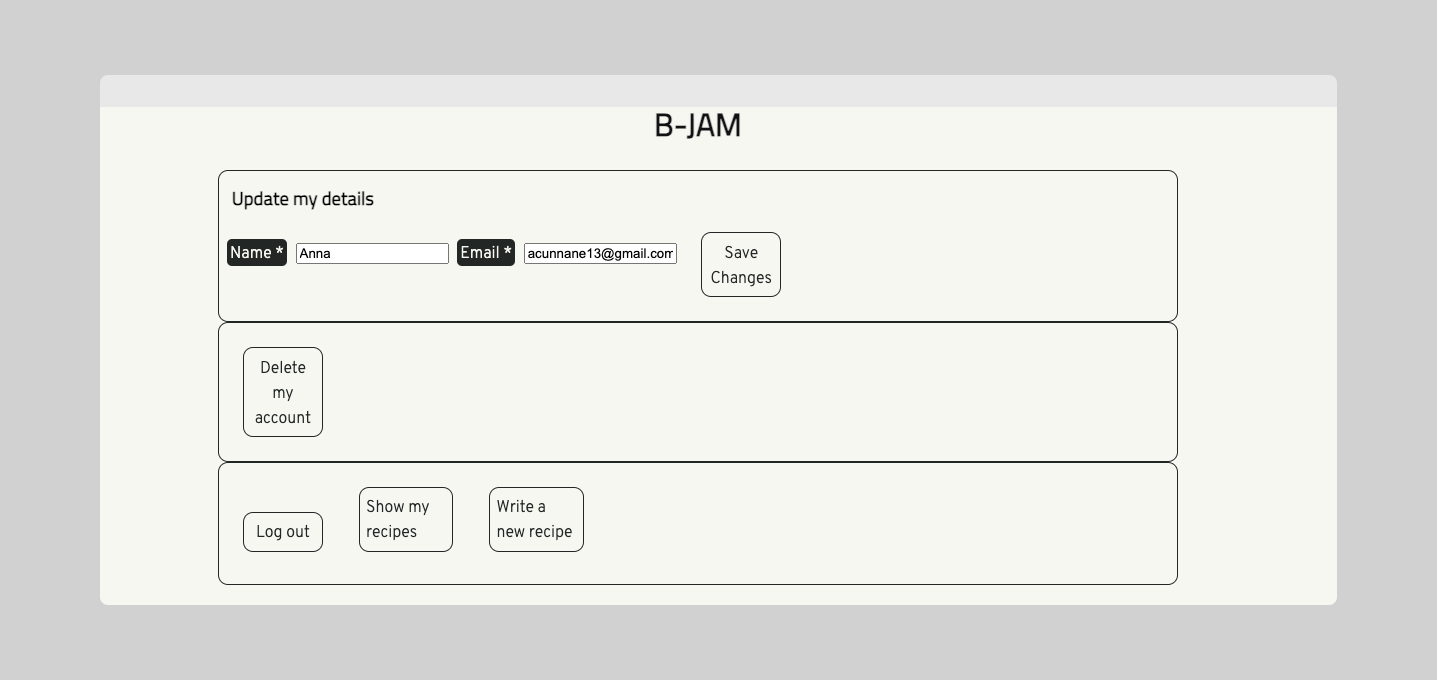 B-JAM
Update my details
Name * Anna Email * acunnane13@gmail.com Save
Changes
Delete
my
account
Log out
Show my
recipes
Write a
new recipe